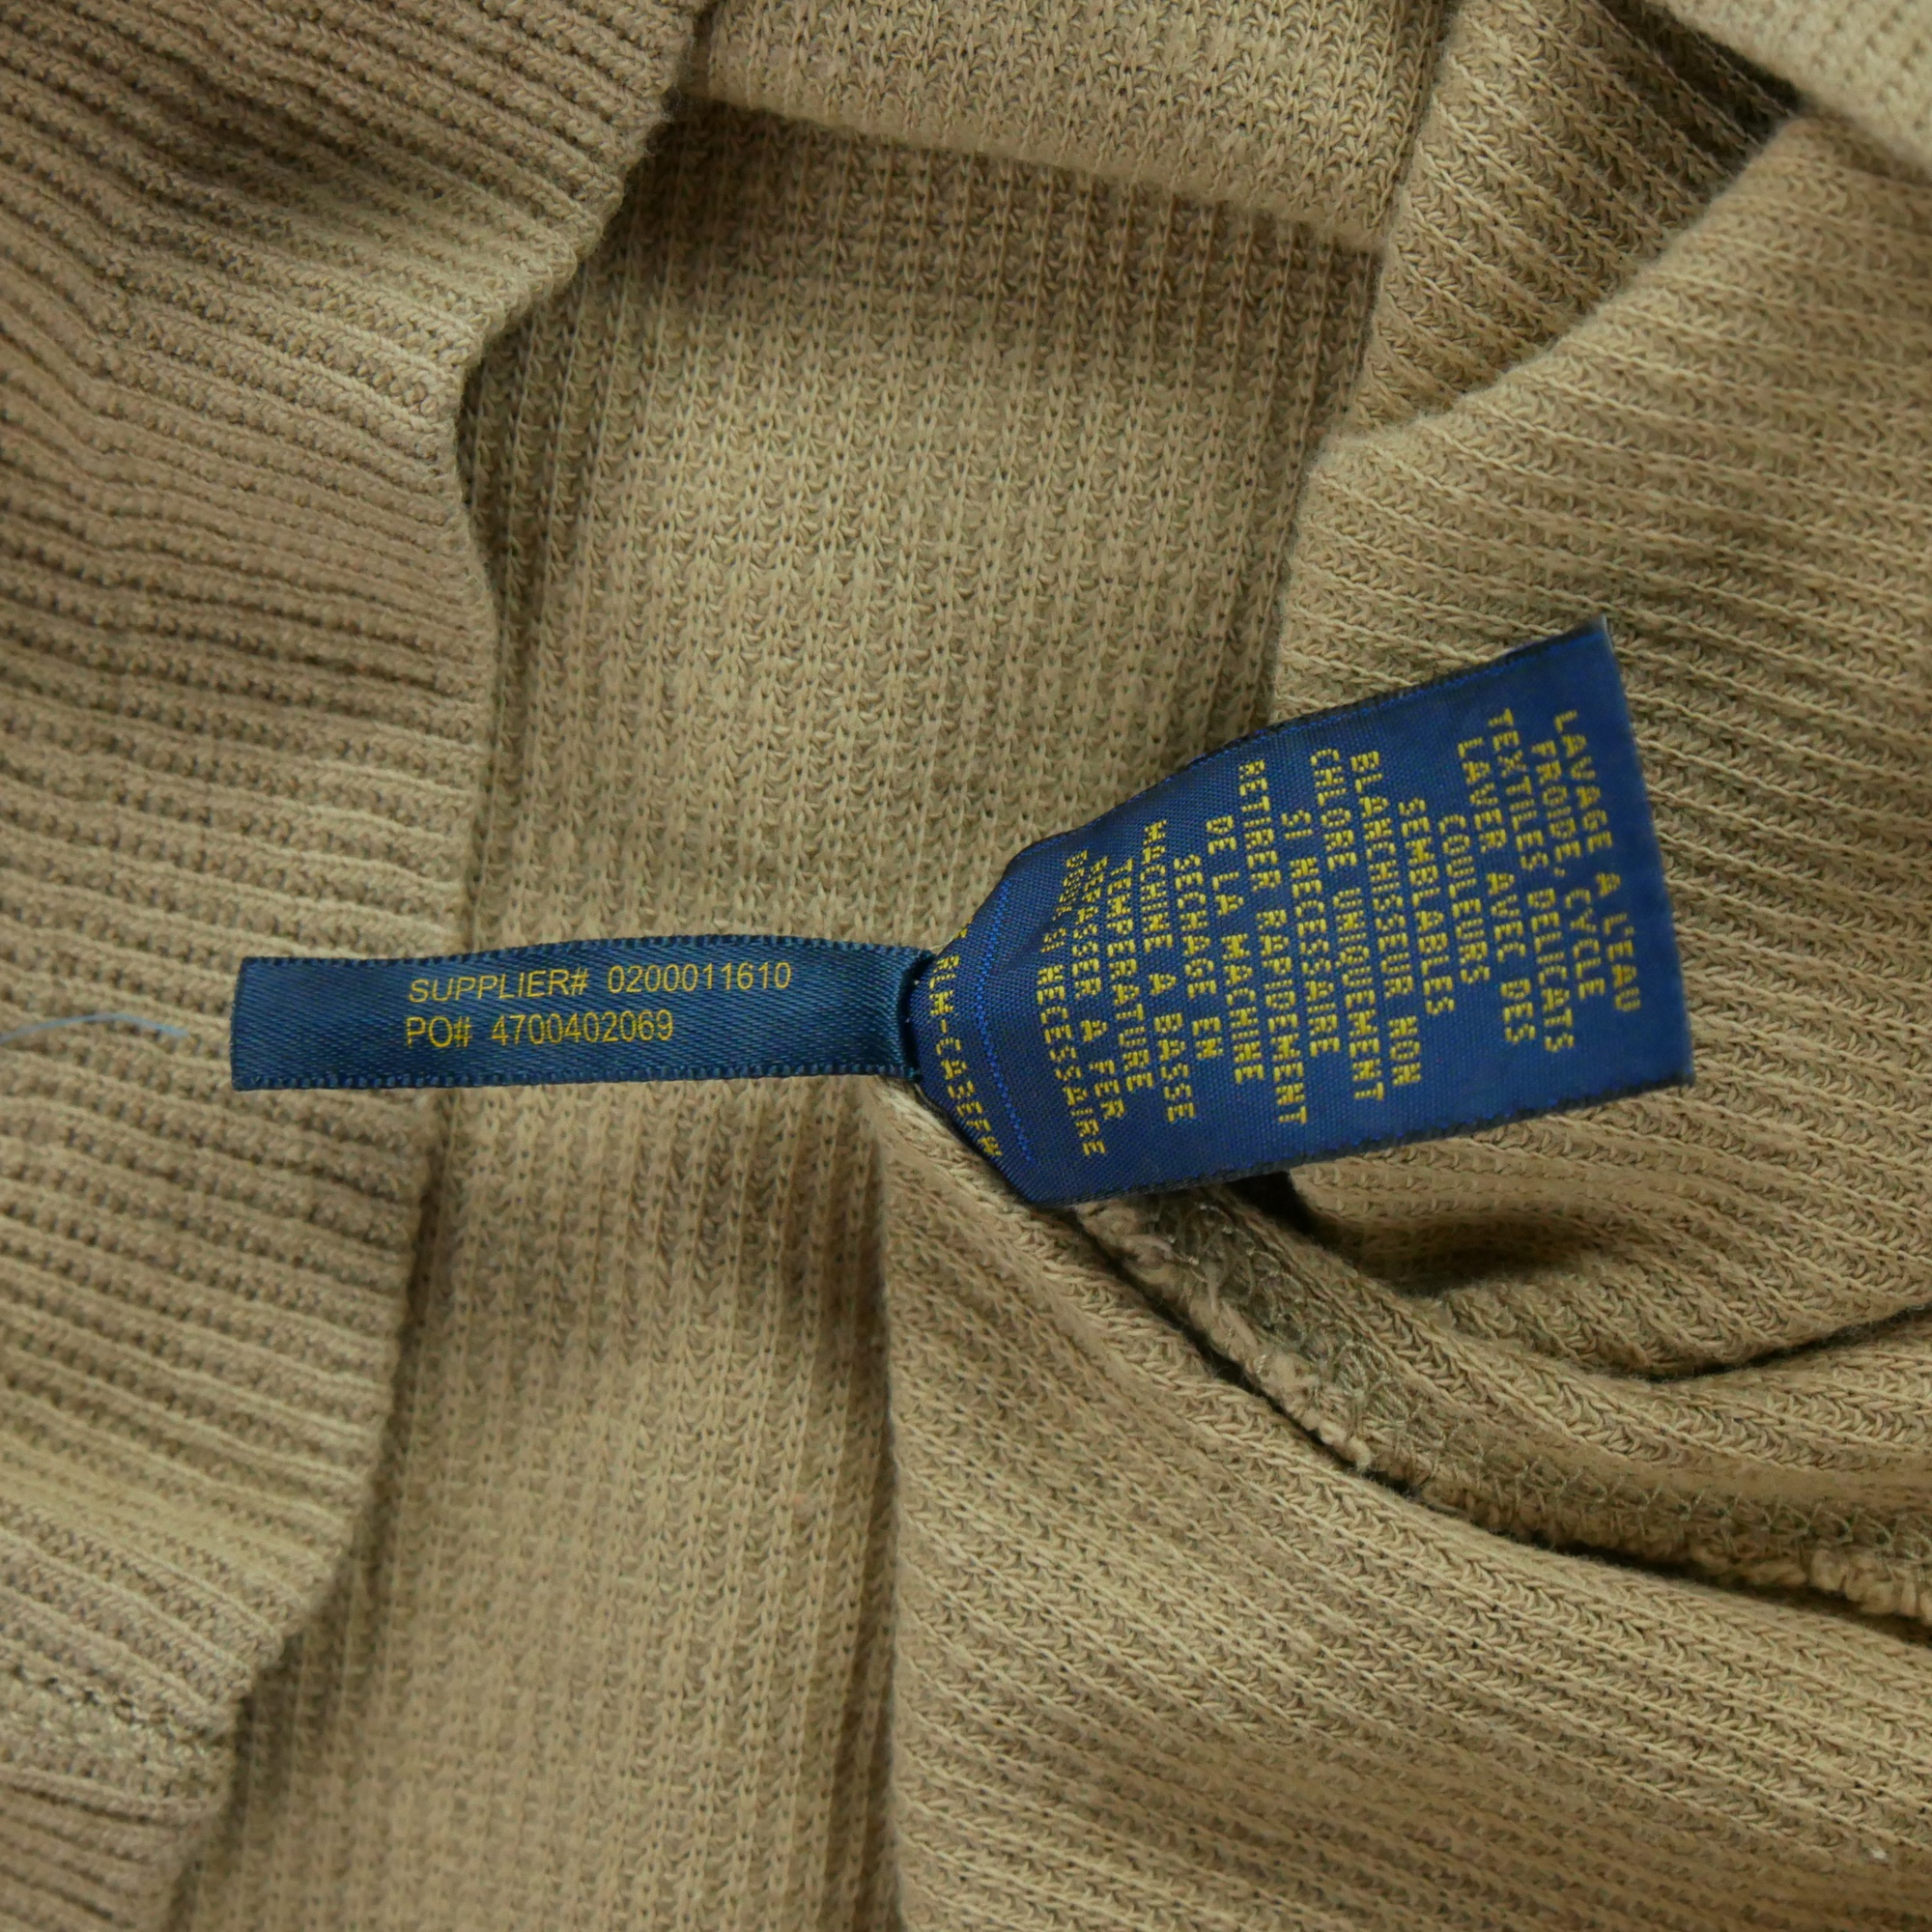 SUPPLIER# 0200011610
PO# 4700402069
LAVAGE A L'EAU
FROIDE, CYCLE
TEXTILES DELICATS
LAVER AVEC DES
COULEURS
SEMBLABLES
BLANCHISSEUR NON
CHLORE UNIQUEMENT
SI NECESSAIRE
RETIRER RAPIDEMENT
DE LA MACHINE
SECHAGE EN
MACHINE A BASSE
TEMPERATURE
REPASSER A FER
DOUX SI NECESSAIRE